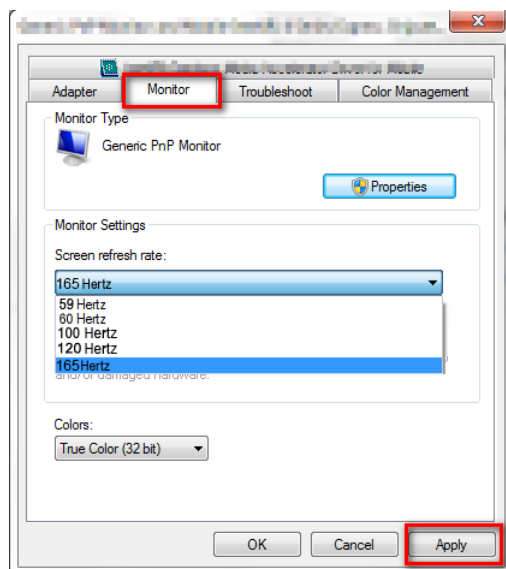 Adapter
Monitor
Troubleshoot
Color Management
Monitor Type
Generic PnP Monitor
Properties
Monitor Settings
Screen refresh rate:
165 Hertz
59 Hertz
60 Hertz
100 Hertz
120 Hertz
165Hertz
and/or damaged hardware.
Colors:
True Color (32 bit)
OK
Cancel
Apply